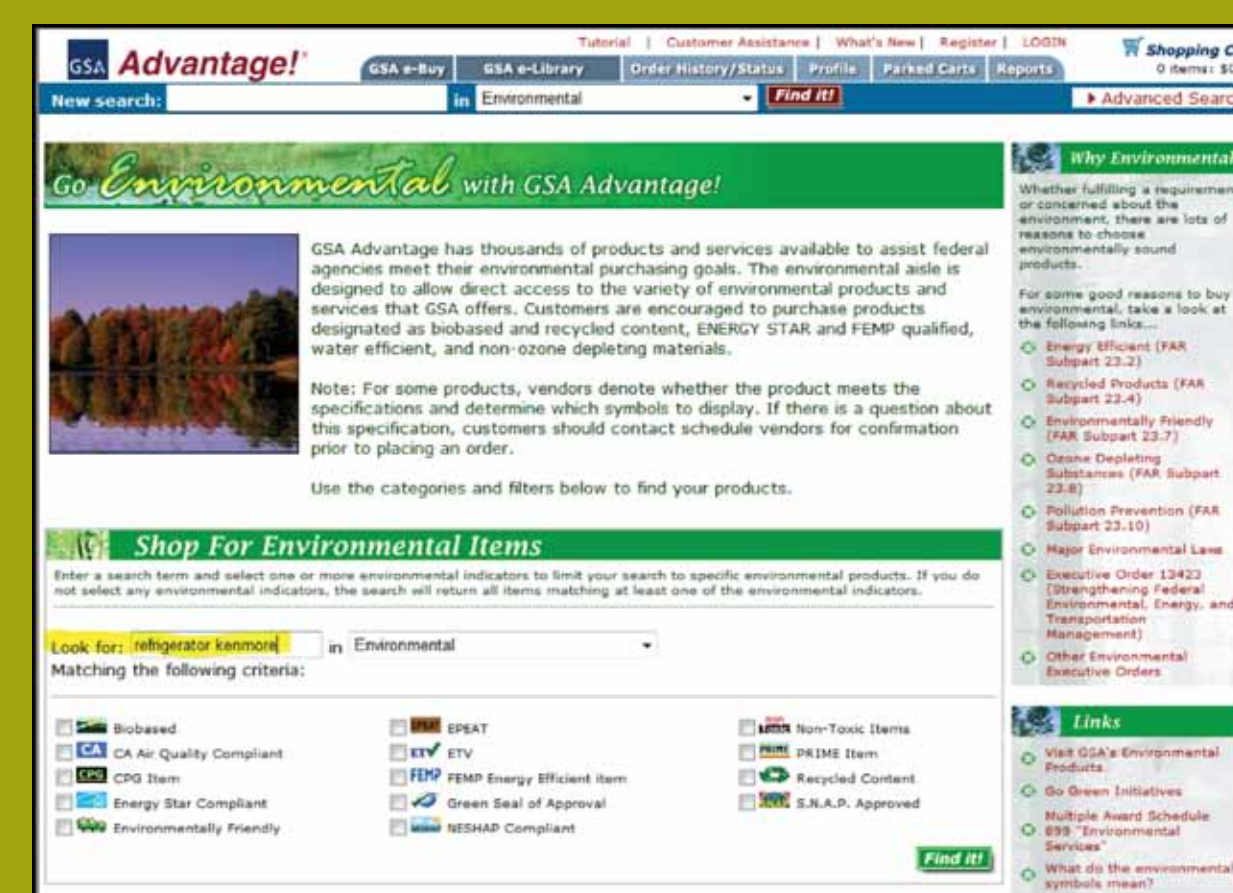 Tutorial | Customer Assistance | What's New | Register | LOGIN
GSA Advantage!
Shopping C
0 items: $0
GSA e-Buy GSA e-Library Order History/Status Profile Parked Carts Reports
New search: in Environmental Find it! Advanced Searc
Go Environmental with GSA Advantage!
GSA Advantage has thousands of products and services available to assist federal
agencies meet their environmental purchasing goals. The environmental aisle is
designed to allow direct access to the variety of environmental products and
services that GSA offers. Customers are encouraged to purchase products
designated as biobased and recycled content, ENERGY STAR and FEMP qualified,
water efficient, and non-ozone depleting materials.
Note: For some products, vendors denote whether the product meets the
specifications and determine which symbols to display. If there is a question about
this specification, customers should contact schedule vendors for confirmation
prior to placing an order.
Use the categories and filters below to find your products.
Shop For Environmental Items
Enter a search term and select one or more environmental indicators to limit your search to specific environmental products. If you do
not select any environmental indicators, the search will return all items matching at least one of the environmental indicators.
Look for: refrigerator kenmore in Environmental
Matching the following criteria:
Biobased
CA CA Air Quality Compliant
CPG CPG Item
Energy Star Compliant
Environmentally Friendly
EPEAT EPEAT
ETV ETV
FEMP FEMP Energy Efficient item
Green Seal of Approval
NESHAP Compliant
Non-Toxic Items
PRIME PRIME Item
Recycled Content
S.N.A.P. Approved
Find it!
Why Environmental
Whether fulfilling a requiremen
or concerned about the
environment, there are lots of
reasons to choose
environmentally sound
products.
For some good reasons to buy
environmental, take a look at
the following links...
Energy Efficient (FAR
Subpart 23.2)
Recycled Products (FAR
Subpart 23.4)
Environmentally Friendly
(FAR Subpart 23.7)
Ozone Depleting
Substances (FAR Subpart
23.8)
Pollution Prevention (FAR
Subpart 23.10)
Major Environmental Laws
Executive Order 13423
(Strengthening Federal
Environmental, Energy, and
Transportation
Management)
Other Environmental
Executive Orders
Links
Visit GSA's Environmental
Products
Go Green Initiatives
Multiple Award Schedule
899 "Environmental
Services"
What do the environmental
symbols mean?